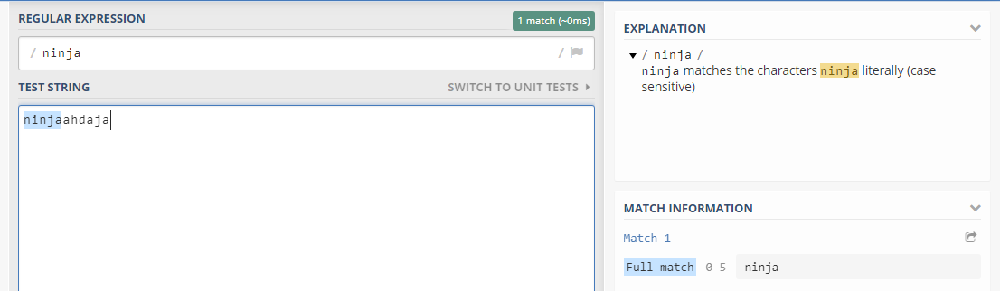 REGULAR EXPRESSION
1 match (~0ms)
/ ninja /
TEST STRING
SWITCH TO UNIT TESTS
ninjaahdaja
EXPLANATION
/ ninja /
ninja matches the characters ninja literally (case
sensitive)
MATCH INFORMATION
Match 1
Full match 0-5 ninja